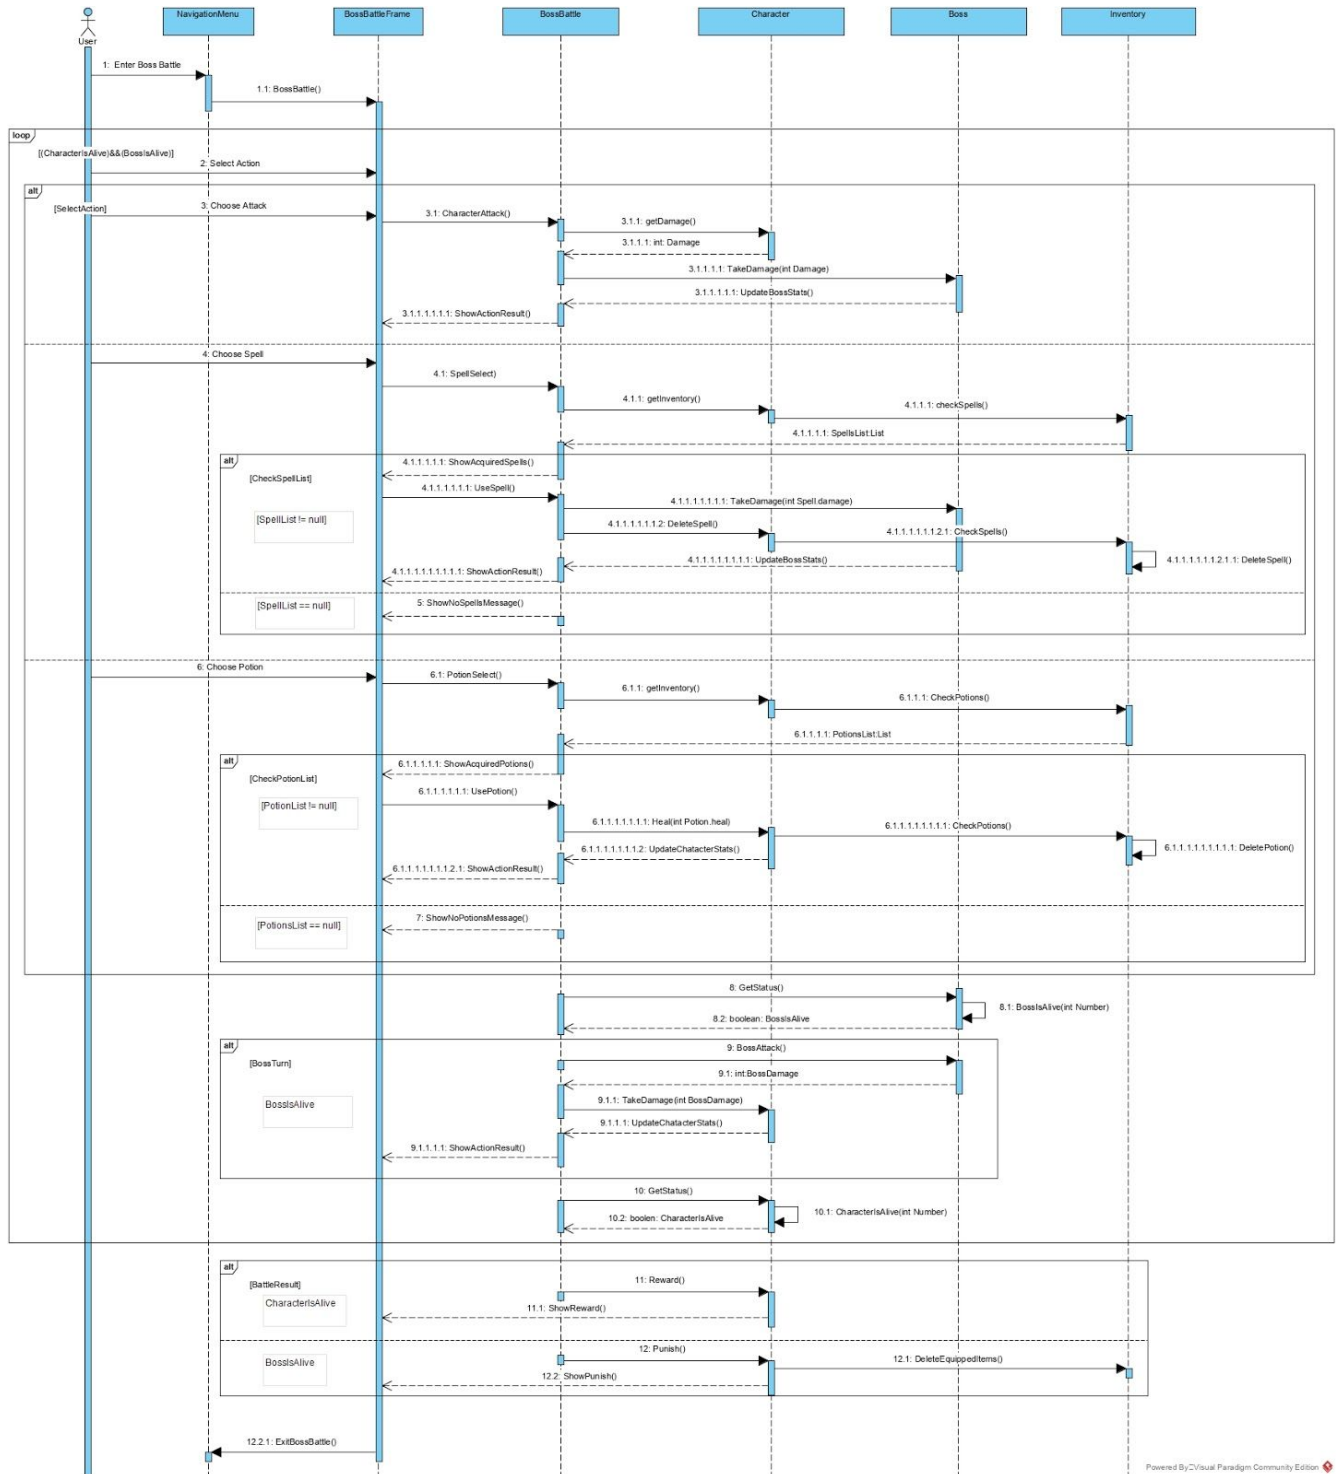 NavigationMenu
BossBattleFrame
BossBattle
Character
Boss
Inventory
User
1: Enter Boss Battle
1.1: BossBattle()
loop
[(CharacterIsAlive)&&(BossIsAlive)]
2: Select Action
alt
[SelectAction]
3: Choose Attack
3.1: CharacterAttack()
3.1.1: getDamage()
3.1.1.1: int: Damage
3.1.1.1.1: TakeDamage(int Damage)
3.1.1.1.1.1: UpdateBossStats()
3.1.1.1.1.1.1: ShowActionResult()
4: Choose Spell
4.1: SpellSelect)
4.1.1: getInventory()
4.1.1.1: checkSpells()
4.1.1.1.1: SpellsList:List
alt
4.1.1.1.1.1: ShowAcquiredSpells()
[CheckSpellList]
4.1.1.1.1.1.1: UseSpell()
4.1.1.1.1.1.1.1: TakeDamage(int Spell.damage)
[SpellList != null]
4.1.1.1.1.1.1.2: DeleteSpell()
4.1.1.1.1.1.1.2.1: CheckSpells()
4.1.1.1.1.1.1.1.1: UpdateBossStats()
4.1.1.1.1.1.1.2.1.1: DeleteSpell()
4.1.1.1.1.1.1.1.1.1: ShowActionResult()
[SpellList == null]
5: ShowNoSpellsMessage()
6: Choose Potion
6.1: PotionSelect()
6.1.1: getInventory()
6.1.1.1: CheckPotions()
6.1.1.1.1: PotionsList:List
alt
6.1.1.1.1.1: ShowAcquiredPotions()
[CheckPotionList]
6.1.1.1.1.1.1: UsePotion()
[PotionList != null]
6.1.1.1.1.1.1.1: Heal(int Potion.heal)
6.1.1.1.1.1.1.1.1: CheckPotions()
6.1.1.1.1.1.1.2: UpdateChatacterStats()
6.1.1.1.1.1.1.1.1.1: DeletePotion()
6.1.1.1.1.1.1.2.1: ShowActionResult()
[PotionsList == null]
7: ShowNoPotionsMessage()
8: GetStatus()
8.1: BossIsAlive(int Number)
8.2: boolean: BossIsAlive
alt
9: BossAttack()
[BossTurn]
9.1: int:BossDamage
BossIsAlive
9.1.1: TakeDamage(int BossDamage)
9.1.1.1: UpdateChatacterStats()
9.1.1.1.1: ShowActionResult()
10: GetStatus()
10.1: CharacterIsAlive(int Number)
10.2: boolen: CharacterIsAlive
alt
[BattleResult]
11: Reward()
CharacterIsAlive
11.1: ShowReward()
BossIsAlive
12: Punish()
12.1: DeleteEquippedItems()
12.2: ShowPunish()
12.2.1: ExitBossBattle()
Powered By Visual Paradigm Community Edition